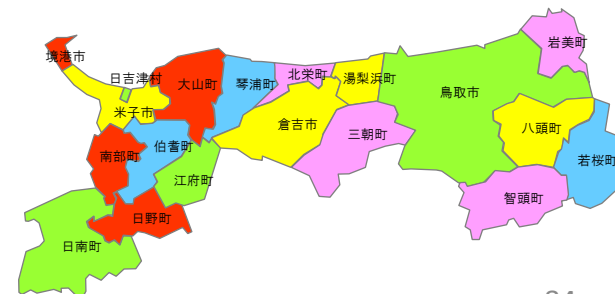 岩美町
境港市
日吉津村
大山町
琴浦町
北栄町
湯梨浜町
鳥取市
米子市
倉吉市
三朝町
八頭町
南部町
伯耆町
若桜町
江府町
智頭町
日野町
日南町